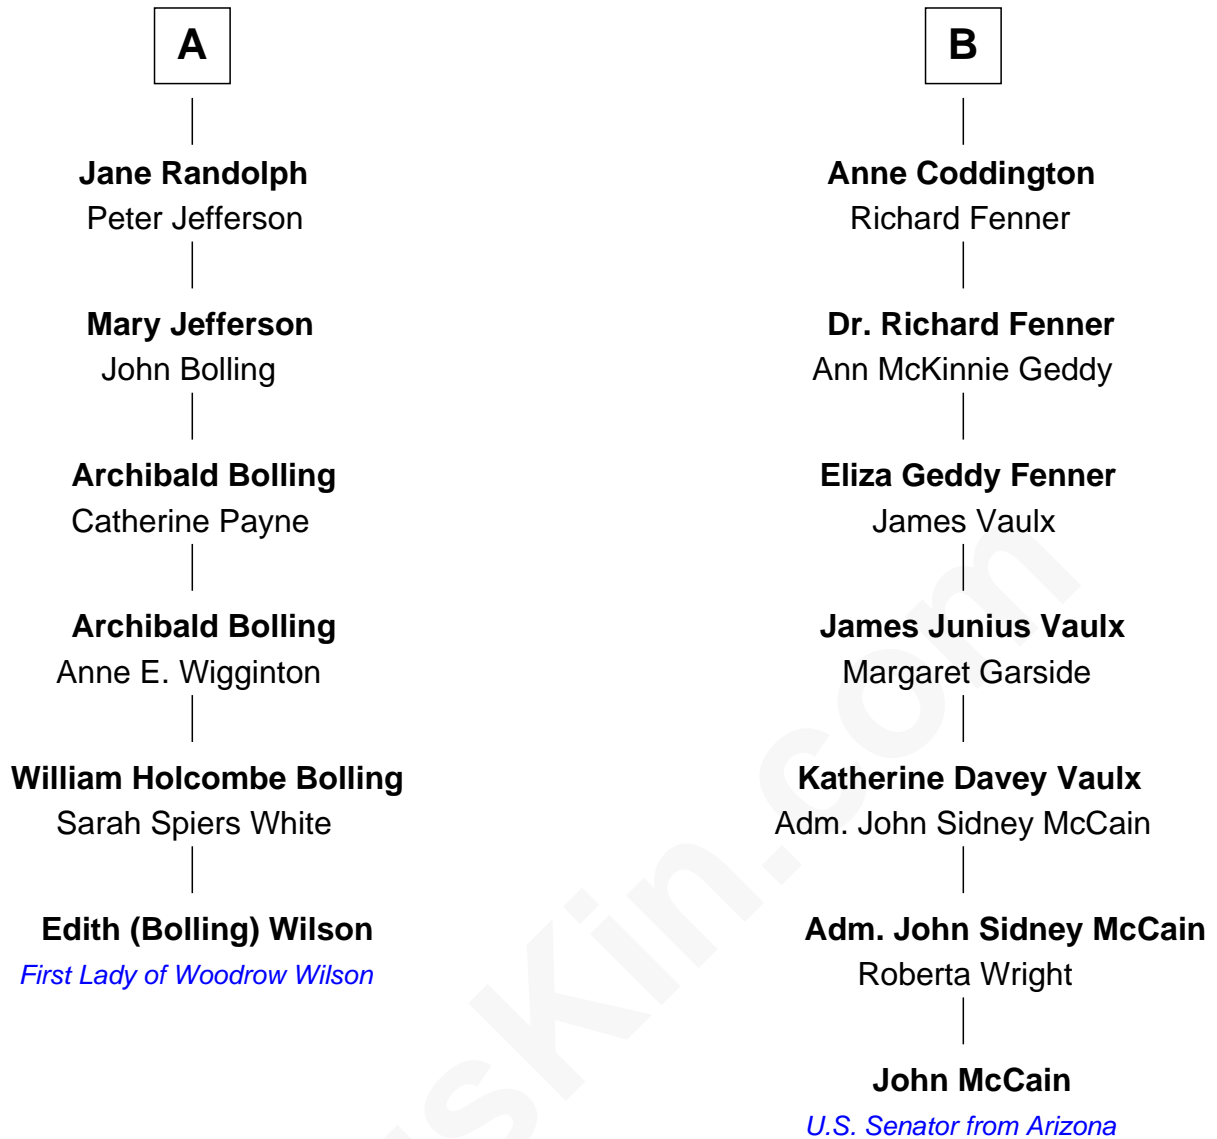 A
Jane Randolph
Peter Jefferson
Mary Jefferson
John Bolling
Archibald Bolling
Catherine Payne
Archibald Bolling
Anne E. Wigginton
William Holcombe Bolling
Sarah Spiers White
Edith (Bolling) Wilson
First Lady of Woodrow Wilson
B
Anne Coddington
Richard Fenner
Dr. Richard Fenner
Ann McKinnie Geddy
Eliza Geddy Fenner
James Vaulx
James Junius Vaulx
Margaret Garside
Katherine Davey Vaulx
Adm. John Sidney McCain
Adm. John Sidney McCain
Roberta Wright
John McCain
U.S. Senator from Arizona
sKin.com